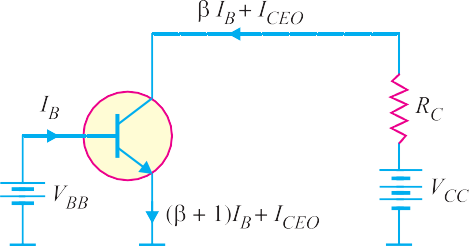 β I_B + I_CEO
I_B
R_C
V_BB
V_CC
(β + 1)I_B + I_CEO